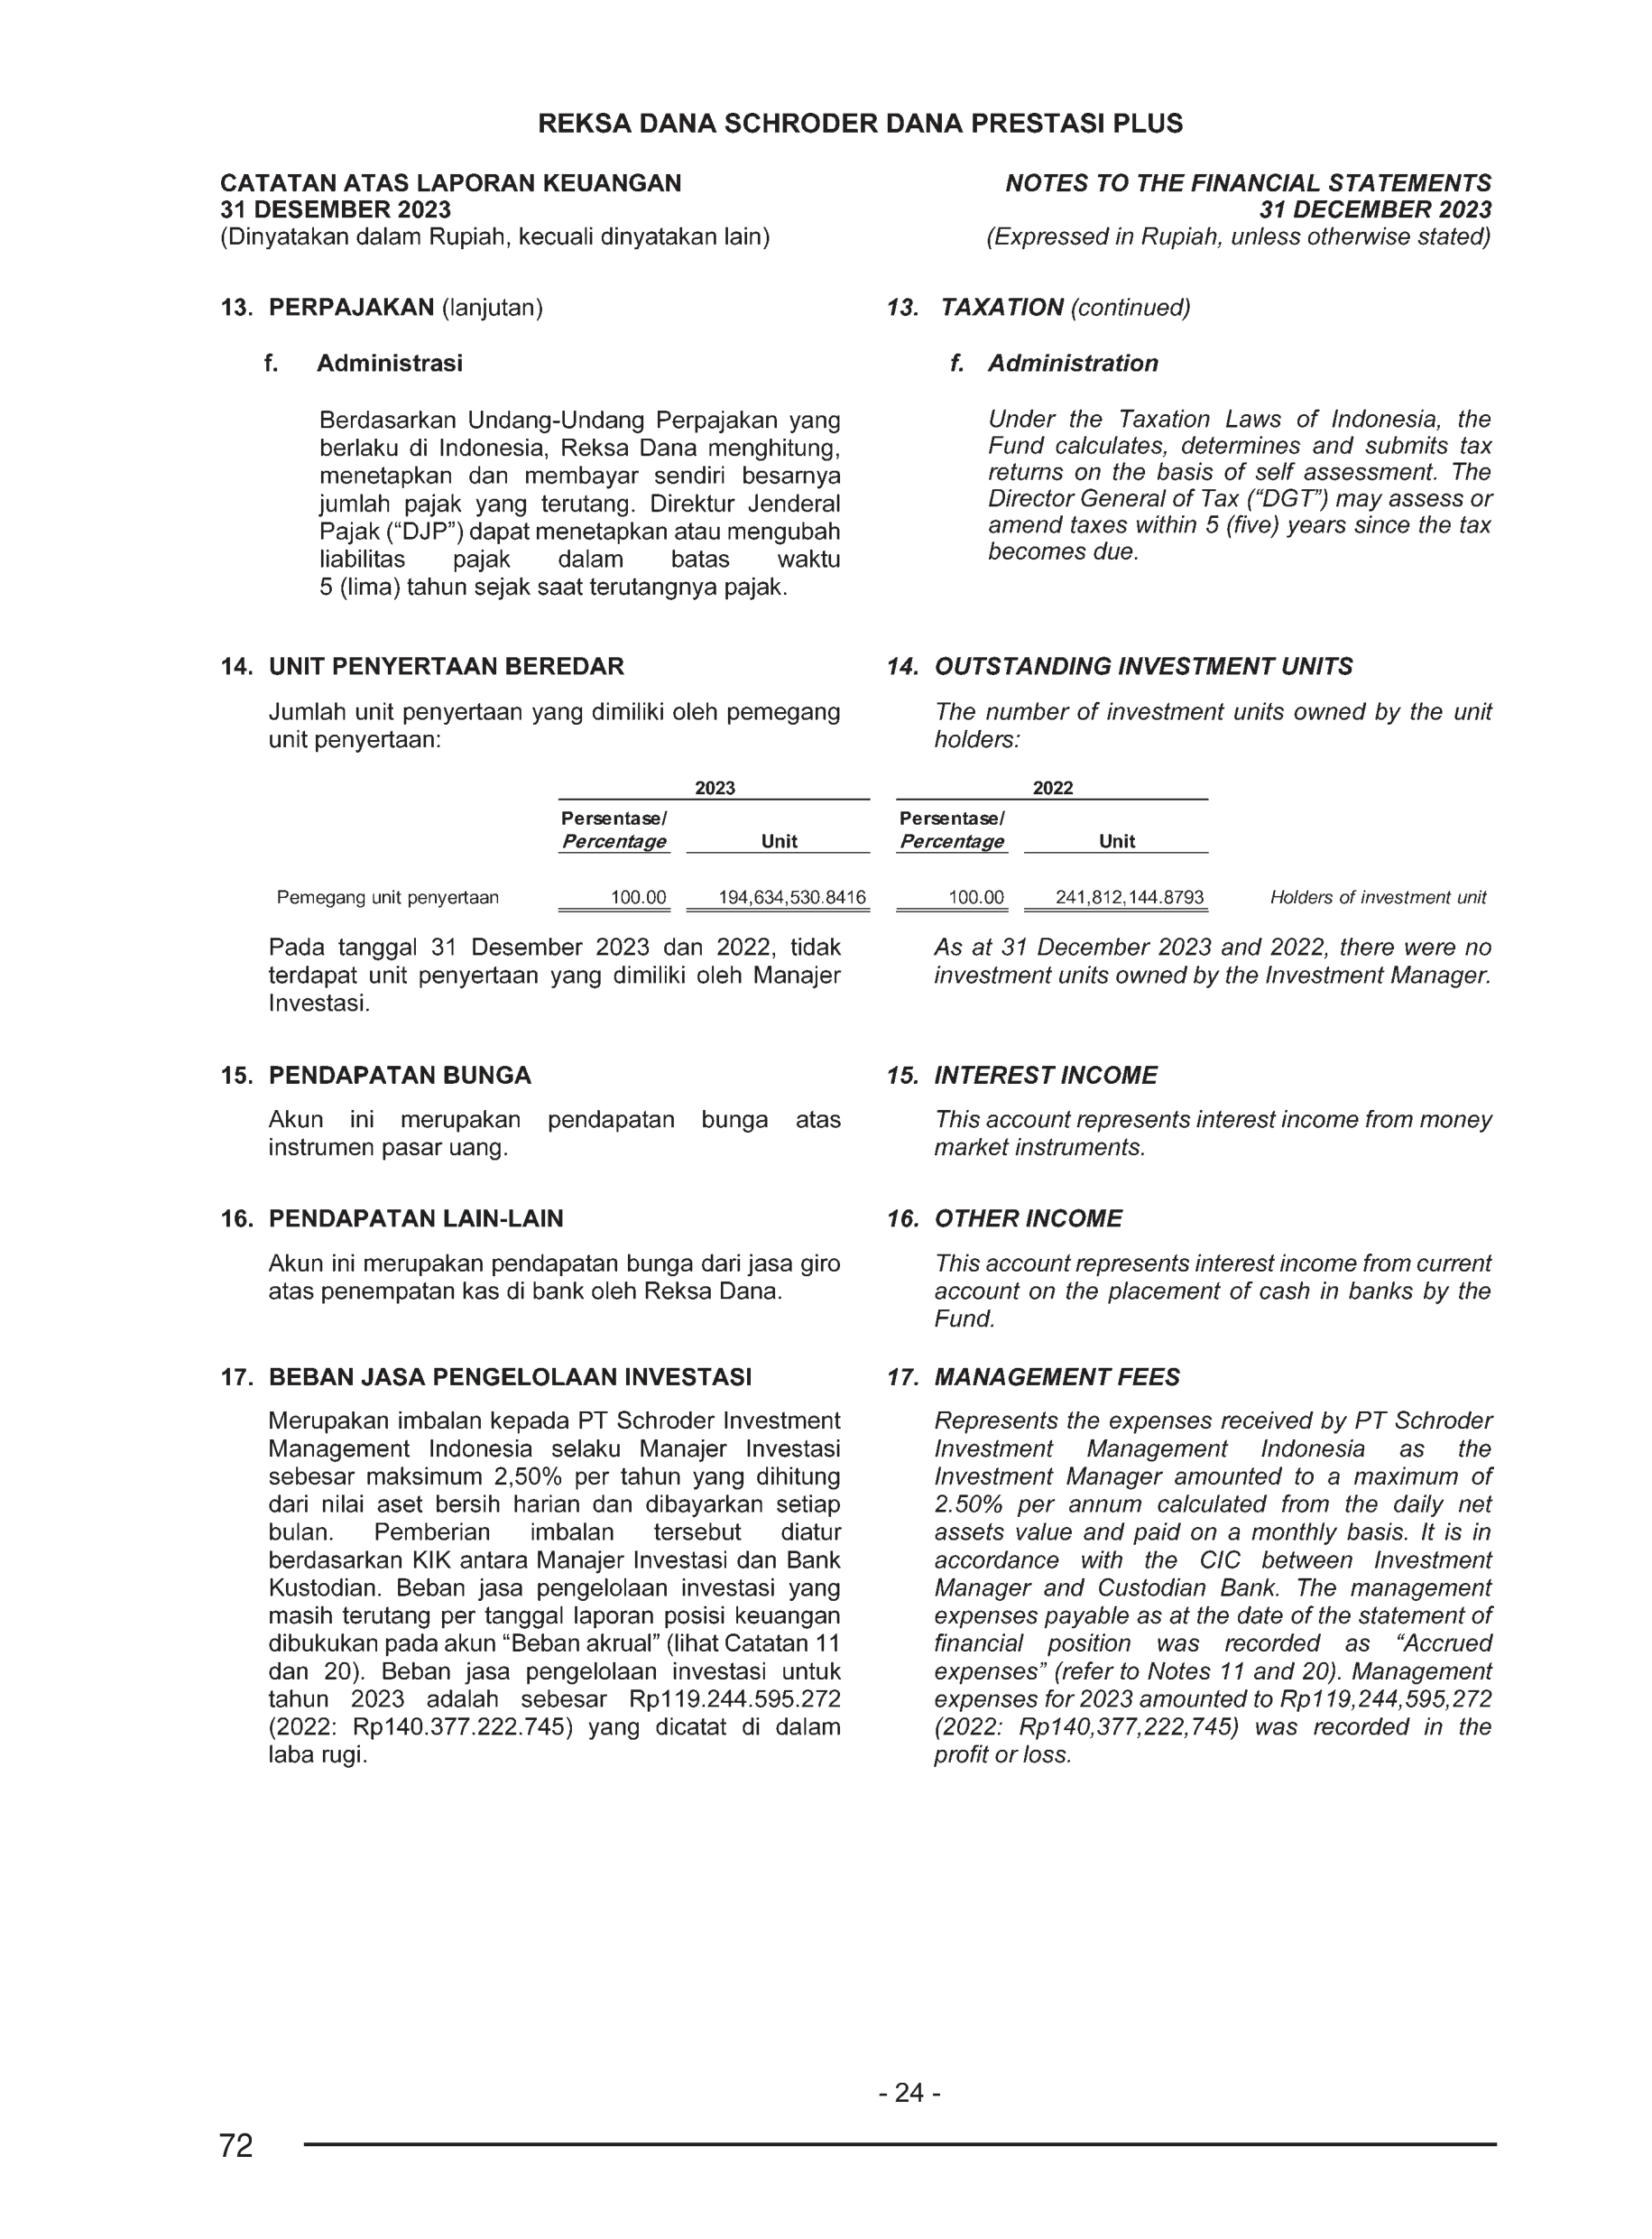 REKSA DANA SCHRODER DANA PRESTASI PLUS
CATATAN ATAS LAPORAN KEUANGAN
31 DESEMBER 2023
(Dinyatakan dalam Rupiah, kecuali dinyatakan lain)
NOTES TO THE FINANCIAL STATEMENTS
31 DECEMBER 2023
(Expressed in Rupiah, unless otherwise stated)
13. PERPAJAKAN (lanjutan)
f. Administrasi
Berdasarkan Undang-Undang Perpajakan yang
berlaku di Indonesia, Reksa Dana menghitung,
menetapkan dan membayar sendiri besarnya
jumlah pajak yang terutang. Direktur Jenderal
Pajak (“DJP”) dapat menetapkan atau mengubah
liabilitas pajak dalam batas waktu
5 (lima) tahun sejak saat terutangnya pajak.
13. TAXATION (continued)
f. Administration
Under the Taxation Laws of Indonesia, the
Fund calculates, determines and submits tax
returns on the basis of self assessment. The
Director General of Tax (“DGT”) may assess or
amend taxes within 5 (five) years since the tax
becomes due.
14. UNIT PENYERTAAN BEREDAR
Jumlah unit penyertaan yang dimiliki oleh pemegang
unit penyertaan:
14. OUTSTANDING INVESTMENT UNITS
The number of investment units owned by the unit
holders:
2023 2022
Persentase/ Persentase/
Percentage Unit Percentage Unit
Pemegang unit penyertaan 100.00 194,634,530.8416 100.00 241,812,144.8793 Holders of investment unit
Pada tanggal 31 Desember 2023 dan 2022, tidak
terdapat unit penyertaan yang dimiliki oleh Manajer
Investasi.
As at 31 December 2023 and 2022, there were no
investment units owned by the Investment Manager.
15. PENDAPATAN BUNGA
Akun ini merupakan pendapatan bunga atas
instrumen pasar uang.
15. INTEREST INCOME
This account represents interest income from money
market instruments.
16. PENDAPATAN LAIN-LAIN
Akun ini merupakan pendapatan bunga dari jasa giro
atas penempatan kas di bank oleh Reksa Dana.
16. OTHER INCOME
This account represents interest income from current
account on the placement of cash in banks by the
Fund.
17. BEBAN JASA PENGELOLAAN INVESTASI
Merupakan imbalan kepada PT Schroder Investment
Management Indonesia selaku Manajer Investasi
sebesar maksimum 2,50% per tahun yang dihitung
dari nilai aset bersih harian dan dibayarkan setiap
bulan. Pemberian imbalan tersebut diatur
berdasarkan KIK antara Manajer Investasi dan Bank
Kustodian. Beban jasa pengelolaan investasi yang
masih terutang per tanggal laporan posisi keuangan
dibukukan pada akun “Beban akrual” (lihat Catatan 11
dan 20). Beban jasa pengelolaan investasi untuk
tahun 2023 adalah sebesar Rp119.244.595.272
(2022: Rp140.377.222.745) yang dicatat di dalam
laba rugi.
17. MANAGEMENT FEES
Represents the expenses received by PT Schroder
Investment Management Indonesia as the
Investment Manager amounted to a maximum of
2.50% per annum calculated from the daily net
assets value and paid on a monthly basis. It is in
accordance with the CIC between Investment
Manager and Custodian Bank. The management
expenses payable as at the date of the statement of
financial position was recorded as “Accrued
expenses” (refer to Notes 11 and 20). Management
expenses for 2023 amounted to Rp119,244,595,272
(2022: Rp140,377,222,745) was recorded in the
profit or loss.
- 24 -
72